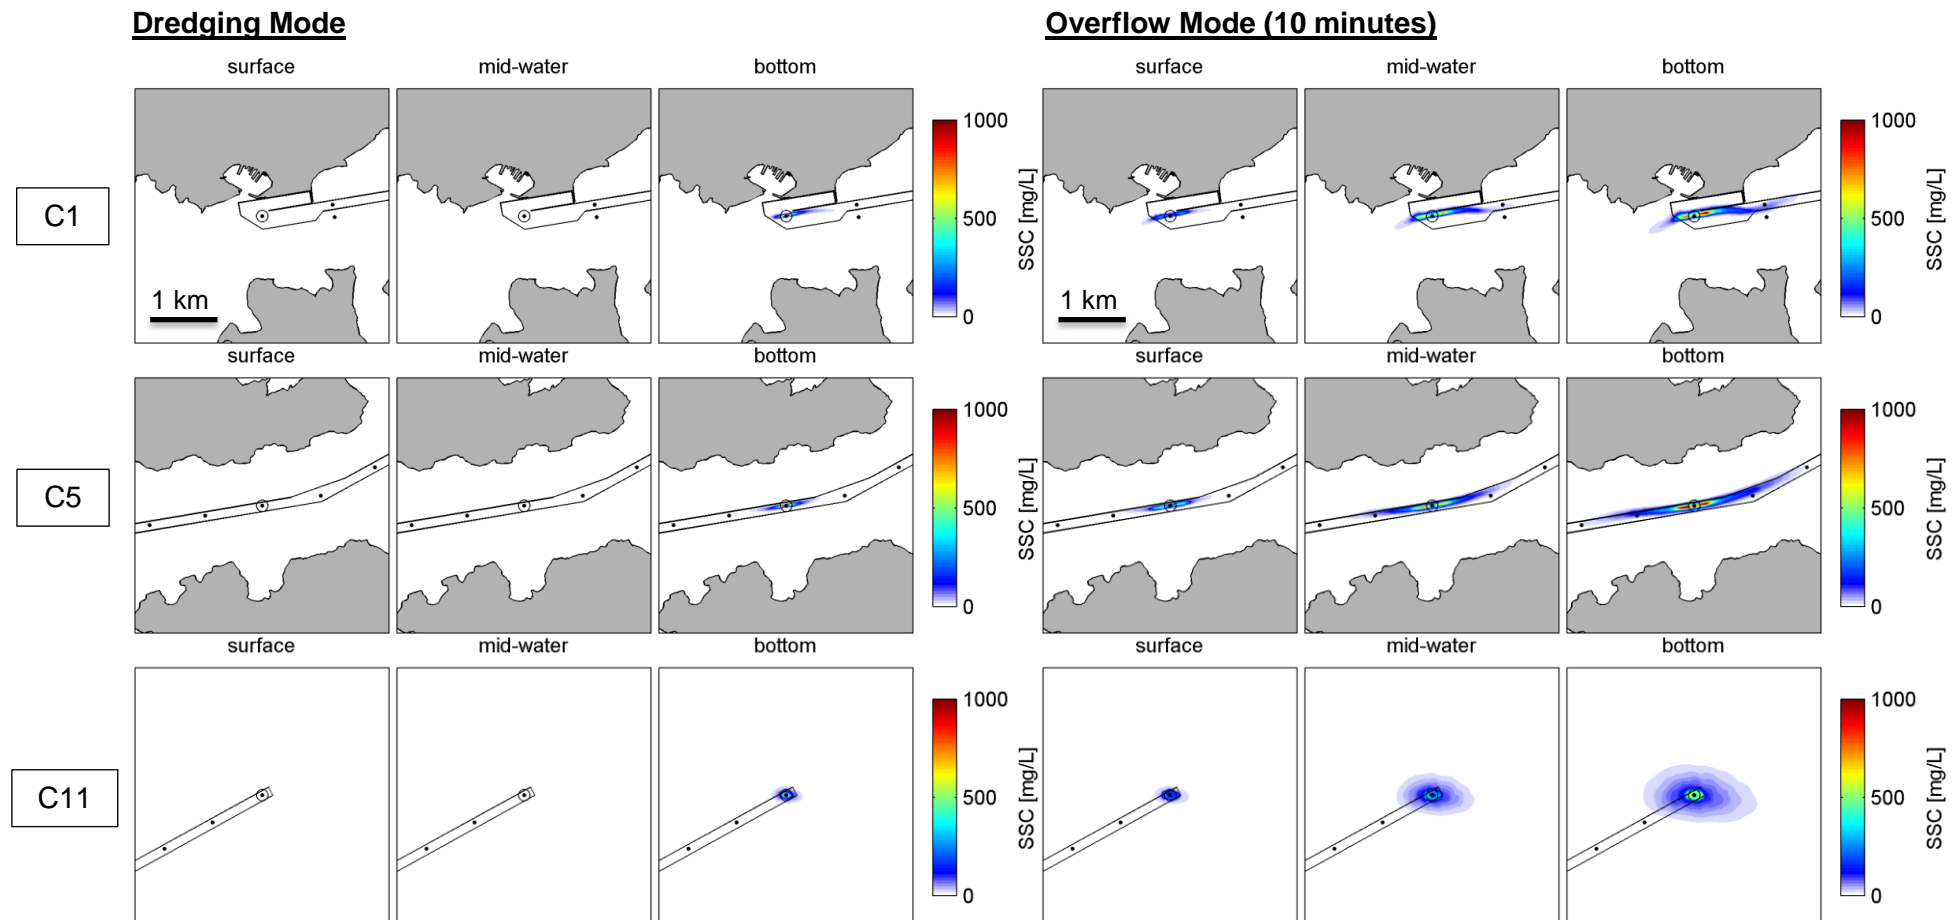 Dredging Mode
Overflow Mode (10 minutes)
surface
mid-water
bottom
surface
mid-water
bottom
C1
1 km
1000
500
0
SSC [mg/L]
1 km
1000
500
0
SSC [mg/L]
surface
mid-water
bottom
surface
mid-water
bottom
C5
1000
500
0
SSC [mg/L]
1000
500
0
SSC [mg/L]
surface
mid-water
bottom
surface
mid-water
bottom
C11
1000
500
0
SSC [mg/L]
1000
500
0
SSC [mg/L]